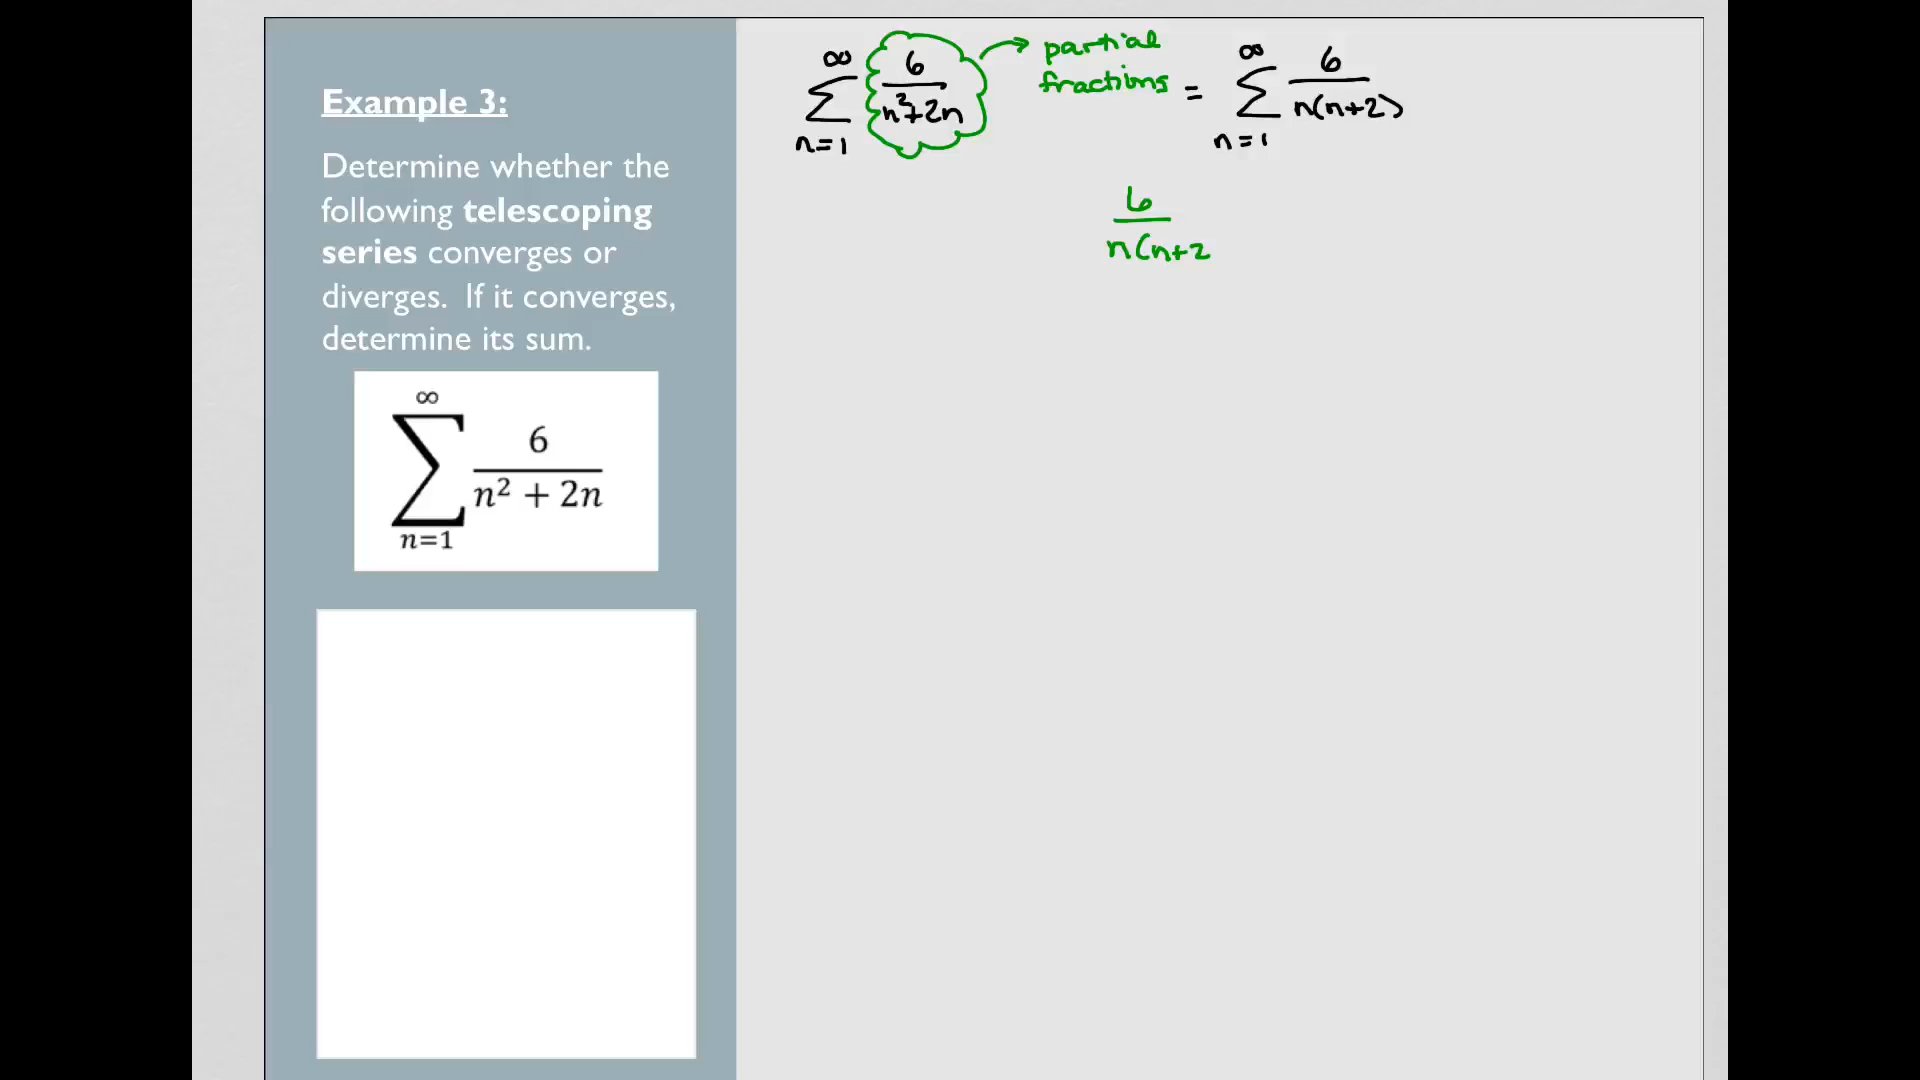 Example 3:
Determine whether the
following telescoping
series converges or
diverges. If it converges,
determine its sum.
∞
∑ 6/(n² + 2n)
n=1
∞
∑ 6/(n²+2n) → partial fractions
n=1
=
∞
∑ 6/(n(n+2))
n=1
6/(n(n+2